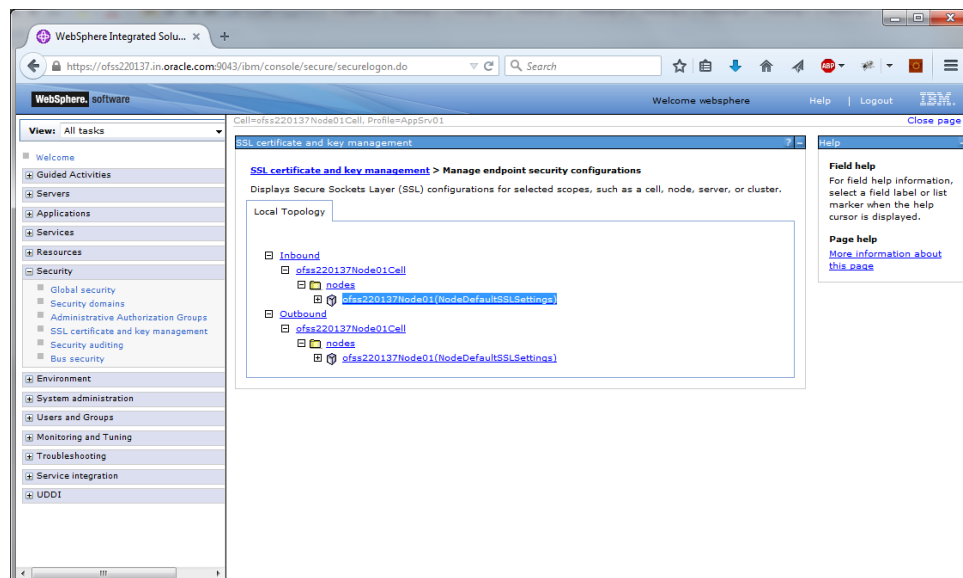 WebSphere Integrated Solu... × +
https://ofss220137.in.oracle.com:9043/ibm/console/secure/securelogon.do
Search
ABP
WebSphere. software
Welcome websphere
Help | Logout
IBM.
View: All tasks
Cell=ofss220137Node01Cell, Profile=AppSrv01
Close page
Welcome
Guided Activities
Servers
Applications
Services
Resources
Security
Global security
Security domains
Administrative Authorization Groups
SSL certificate and key management
Security auditing
Bus security
Environment
System administration
Users and Groups
Monitoring and Tuning
Troubleshooting
Service integration
UDDI
SSL certificate and key management ? –
SSL certificate and key management > Manage endpoint security configurations
Displays Secure Sockets Layer (SSL) configurations for selected scopes, such as a cell, node, server, or cluster.
Local Topology
Inbound
ofss220137Node01Cell
nodes
ofss220137Node01(NodeDefaultSSLSettings)
Outbound
ofss220137Node01Cell
nodes
ofss220137Node01(NodeDefaultSSLSettings)
Help
Field help
For field help information,
select a field label or list
marker when the help
cursor is displayed.
Page help
More information about
this page